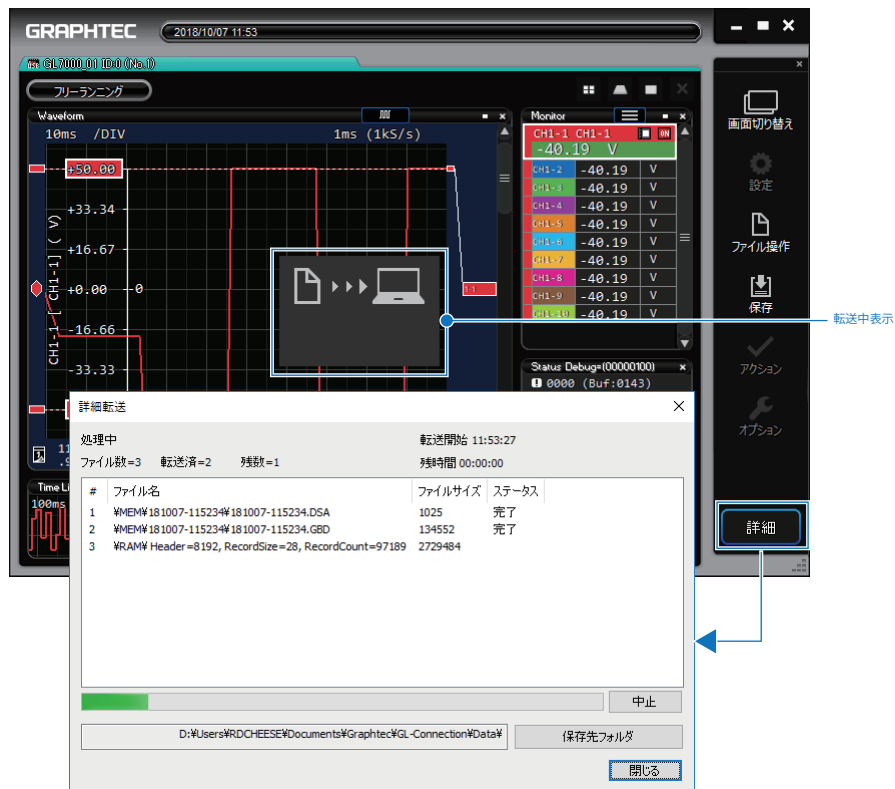 GRAPHTEC
2018/10/07 11:53
USB GL7000_01 ID:0 (No.1)
フリーランニング
Waveform
10ms /DIV
1ms (1kS/s)
+50.00
+33.34
+16.67
+0.00
-0
-16.66
-33.33
CH1-1 [ CH1-1] ( V)
1-1
Monitor
CH1-1 CH1-1 ON
-40.19 V
CH1-2 -40.19 V
CH1-3 -40.19 V
CH1-4 -40.19 V
CH1-5 -40.19 V
CH1-6 -40.19 V
CH1-7 -40.19 V
CH1-8 -40.19 V
CH1-9 -40.19 V
CH1-10 -40.19 V
Status Debug=(00000100)
0000 (Buf:0143)
画面切り替え
設定
ファイル操作
保存
アクション
オプション
詳細
転送中表示
Time Li
100ms
詳細転送
処理中
転送開始 11:53:27
ファイル数=3 転送済=2 残数=1
残時間 00:00:00
# ファイル名 ファイルサイズ ステータス
1 ¥MEM¥181007-115234¥181007-115234.DSA 1025 完了
2 ¥MEM¥181007-115234¥181007-115234.GBD 134552 完了
3 ¥RAM¥ Header=8192, RecordSize=28, RecordCount=97189 2729484
中止
D:¥Users¥RDCHEESE¥Documents¥Graphtec¥GL-Connection¥Data¥
保存先フォルダ
閉じる